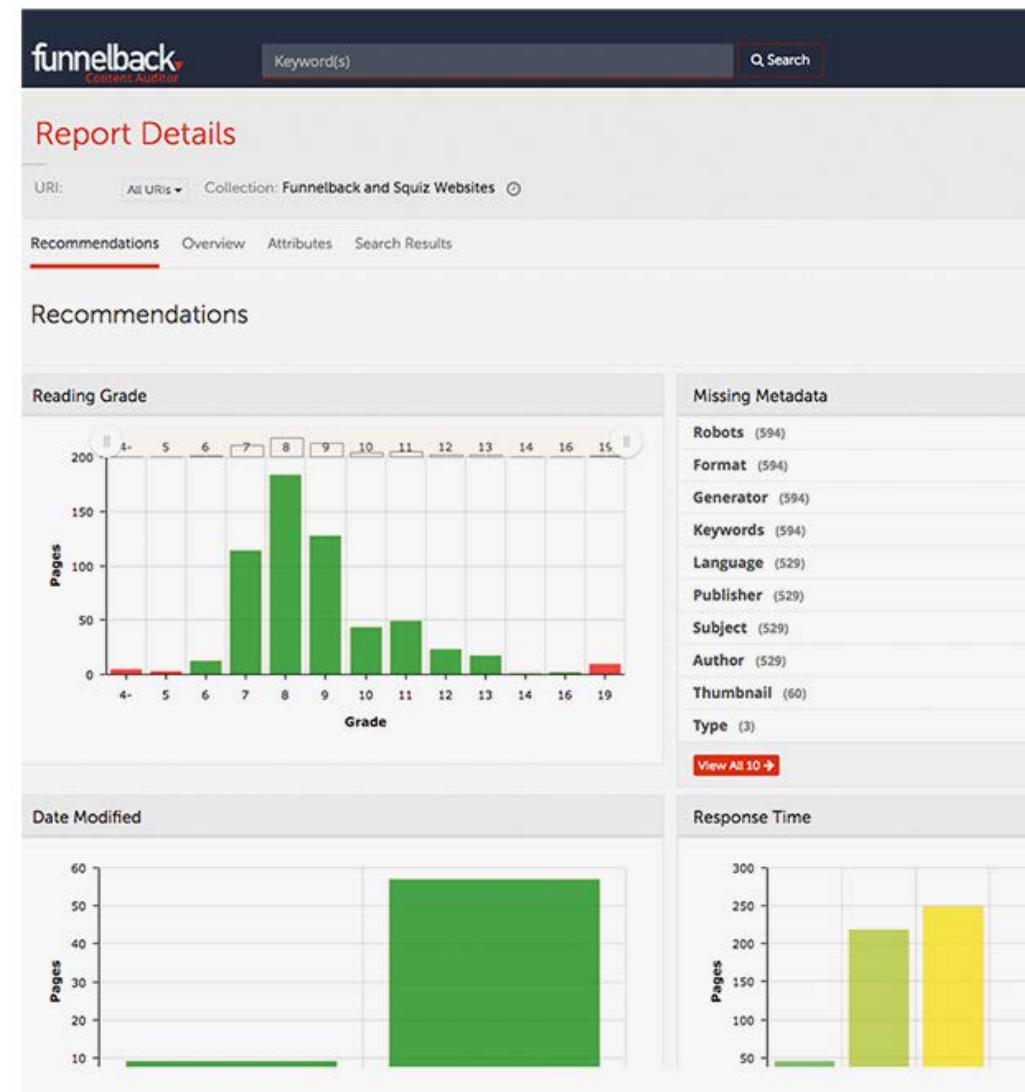 funnelback
Content Auditor
Keyword(s)
Search
Report Details
URI:
All URIs
Collection: Funnelback and Squiz Websites
Recommendations
Overview
Attributes
Search Results
Recommendations
Reading Grade
4- 5 6 7 8 9 10 11 12 13 14 16 19
200
150
100
50
0
Pages
4- 5 6 7 8 9 10 11 12 13 14 16 19
Grade
Missing Metadata
Robots (594)
Format (594)
Generator (594)
Keywords (594)
Language (529)
Publisher (529)
Subject (529)
Author (529)
Thumbnail (60)
Type (3)
View All 10
Date Modified
60
50
40
30
20
10
Pages
Response Time
300
250
200
150
100
50
Pages